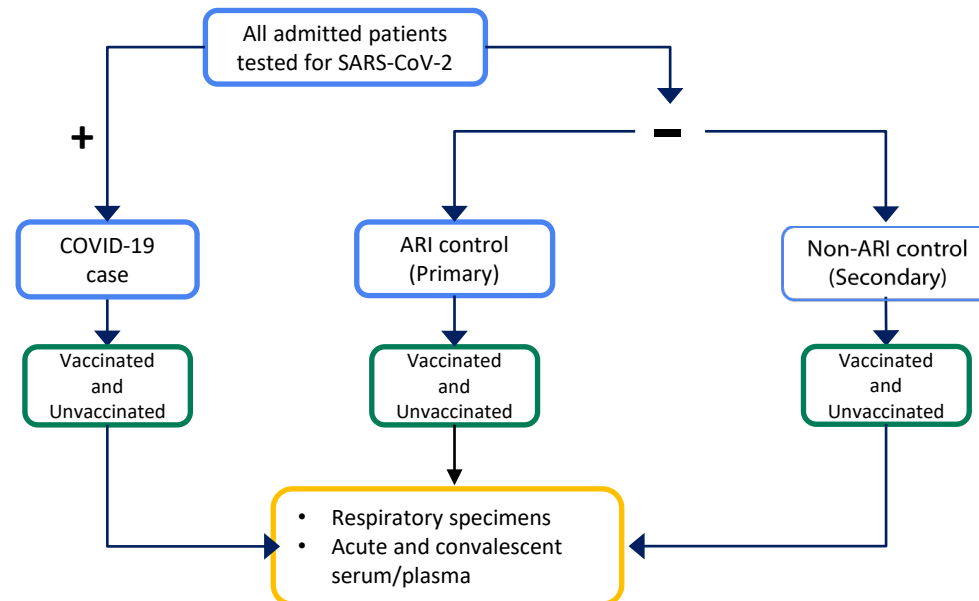 All admitted patients
tested for SARS-CoV-2
+
−
COVID-19
case
ARI control
(Primary)
Non-ARI control
(Secondary)
Vaccinated
and
Unvaccinated
Vaccinated
and
Unvaccinated
Vaccinated
and
Unvaccinated
• Respiratory specimens
• Acute and convalescent
serum/plasma